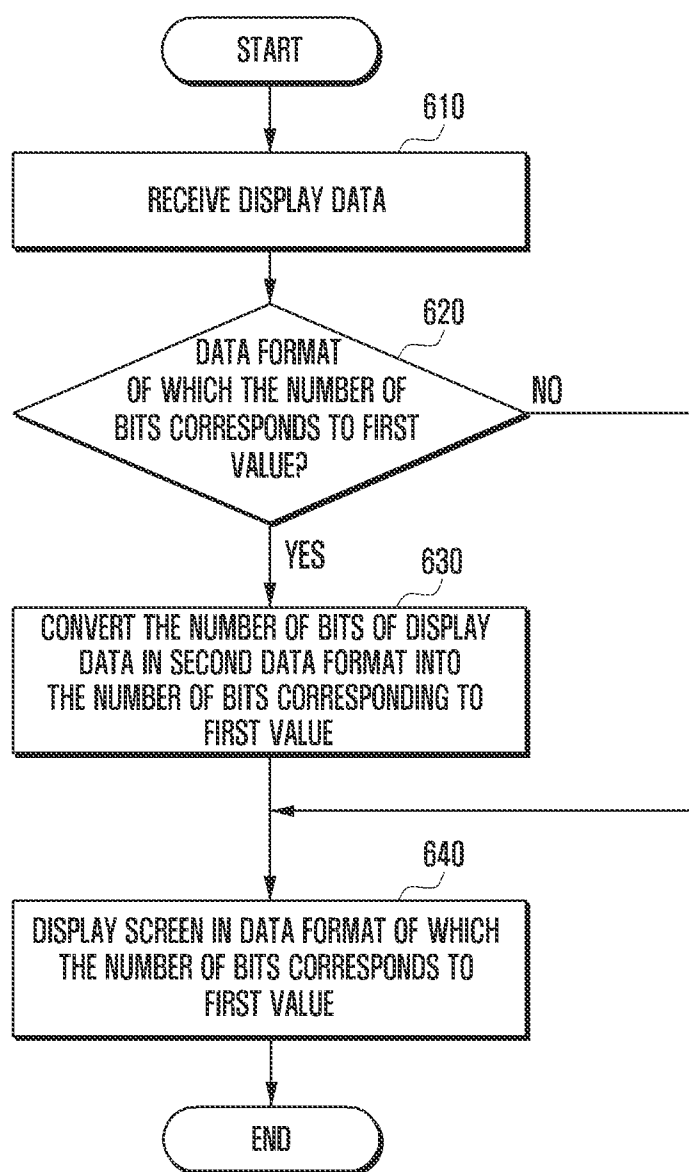 START
610
RECEIVE DISPLAY DATA
620
DATA FORMAT
OF WHICH THE NUMBER OF
BITS CORRESPONDS TO FIRST
VALUE?
NO
YES
630
CONVERT THE NUMBER OF BITS OF DISPLAY
DATA IN SECOND DATA FORMAT INTO
THE NUMBER OF BITS CORRESPONDING TO
FIRST VALUE
640
DISPLAY SCREEN IN DATA FORMAT OF WHICH
THE NUMBER OF BITS CORRESPONDS TO
FIRST VALUE
END